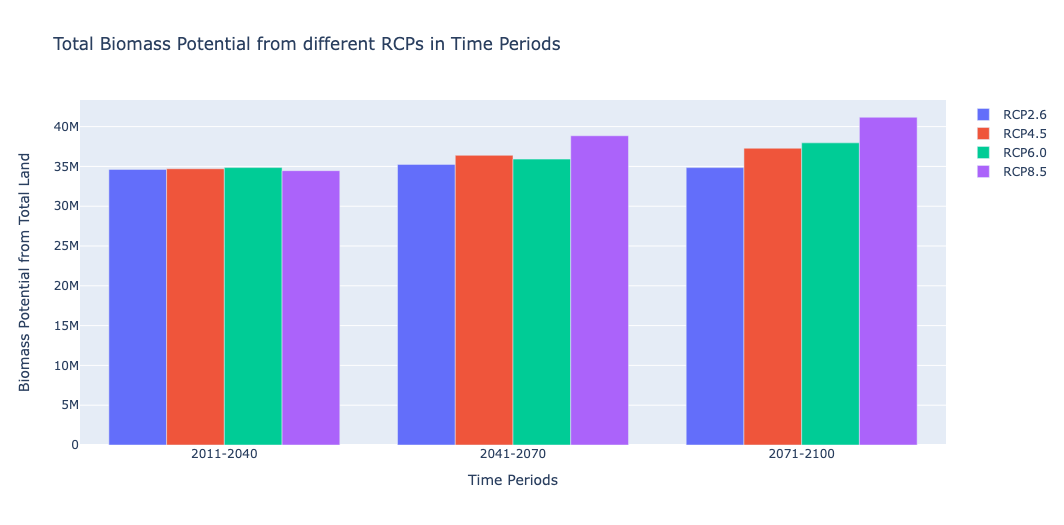 Total Biomass Potential from different RCPs in Time Periods
RCP2.6
RCP4.5
RCP6.0
RCP8.5
Biomass Potential from Total Land
40M
35M
30M
25M
20M
15M
10M
5M
0
2011-2040
2041-2070
2071-2100
Time Periods